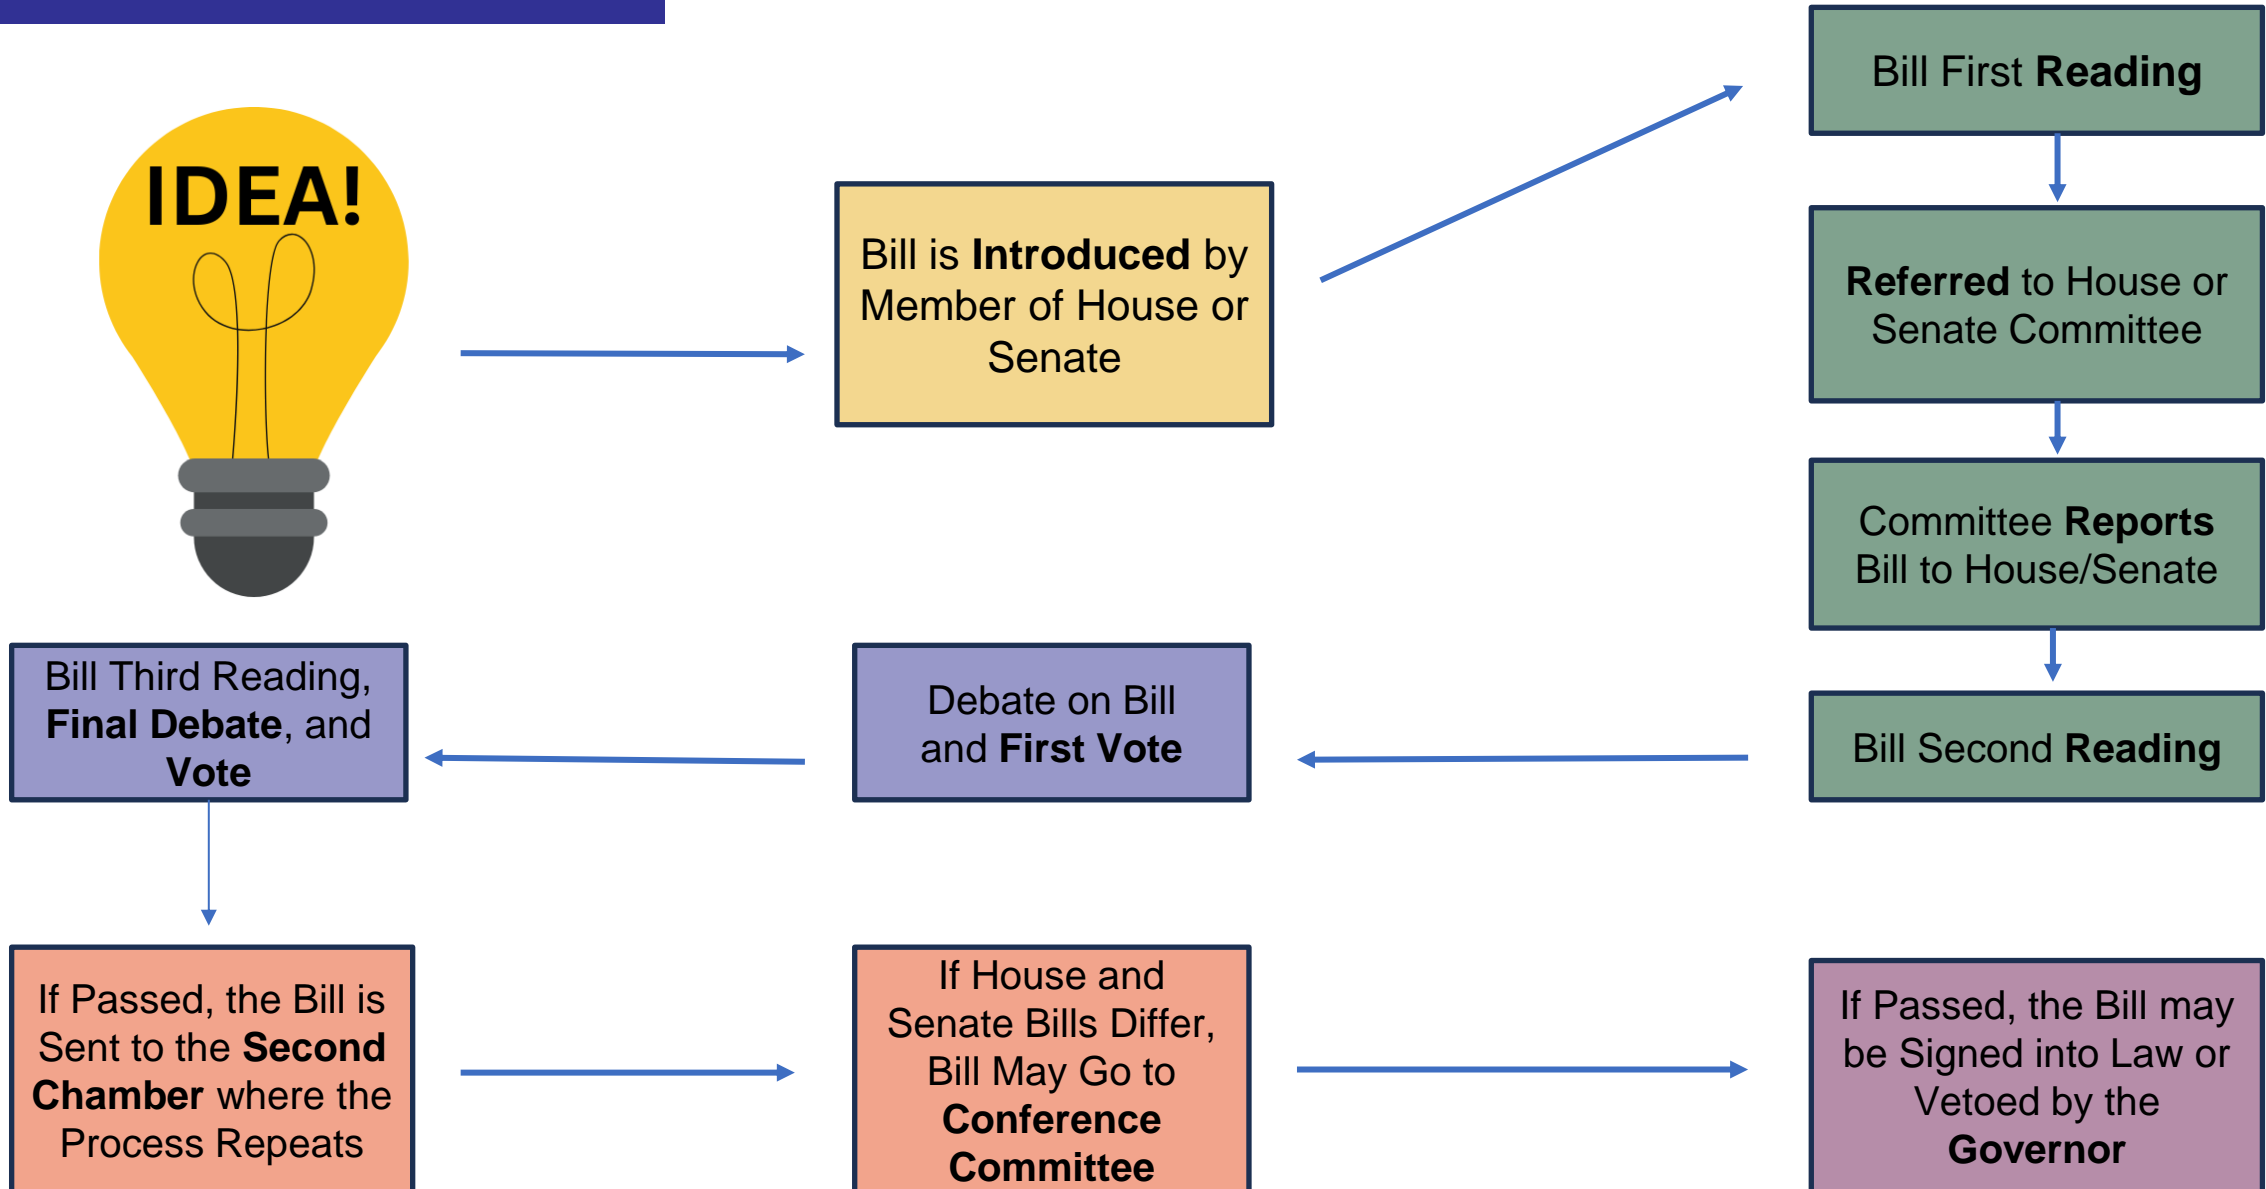 IDEA!
Bill is Introduced by
Member of House or
Senate
Bill First Reading
Referred to House or
Senate Committee
Committee Reports
Bill to House/Senate
Bill Second Reading
Debate on Bill
and First Vote
Bill Third Reading,
Final Debate, and
Vote
If Passed, the Bill is
Sent to the Second
Chamber where the
Process Repeats
If House and
Senate Bills Differ,
Bill May Go to
Conference
Committee
If Passed, the Bill may
be Signed into Law or
Vetoed by the
Governor